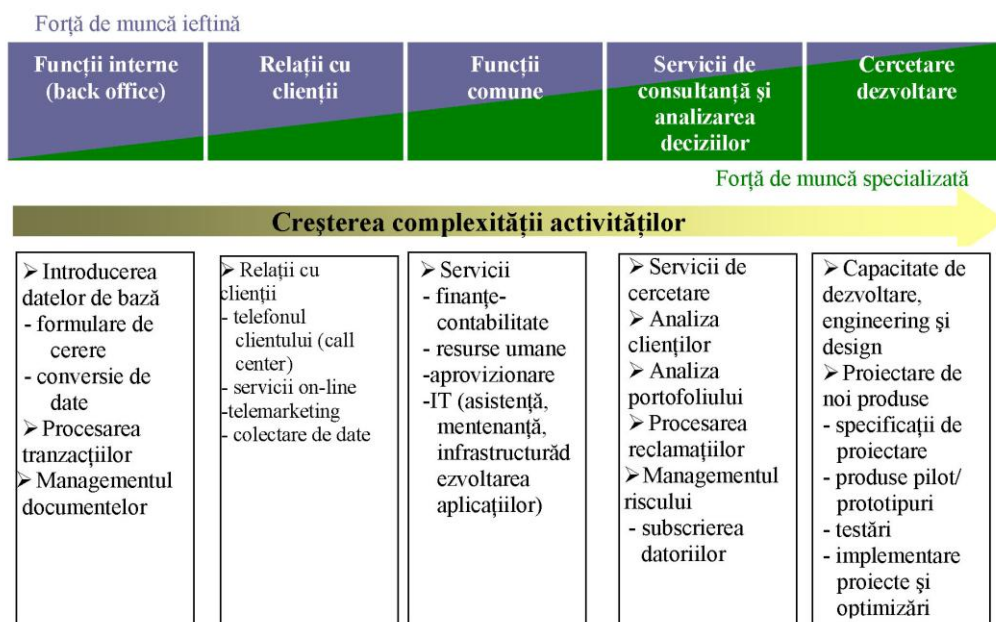 Forță de muncă ieftină
Funcții interne
(back office)
Relații cu
clienții
Funcții
comune
Servicii de
consultanță şi
analizarea
deciziilor
Cercetare
dezvoltare
Forță de muncă specializată
Creşterea complexității activităților
➢ Introducerea
datelor de bază
- formulare de
cerere
- conversie de
date
➢ Procesarea
tranzacțiilor
➢ Managementul
documentelor
➢ Relații cu
clienții
- telefonul
clientului (call
center)
- servicii on-line
-telemarketing
- colectare de date
➢ Servicii
- finanțe-
contabilitate
- resurse umane
-aprovizionare
-IT (asistență,
mentenanță,
infrastructurăd
ezvoltarea
aplicațiilor)
➢ Servicii de
cercetare
➢ Analiza
clienților
➢ Analiza
portofoliului
➢ Procesarea
reclamațiilor
➢ Managementul
riscului
- subscrierea
datoriilor
➢ Capacitate de
dezvoltare,
engineering şi
design
➢ Proiectare de
noi produse
- specificații de
proiectare
- produse pilot/
prototipuri
- testări
- implementare
proiecte şi
optimizări